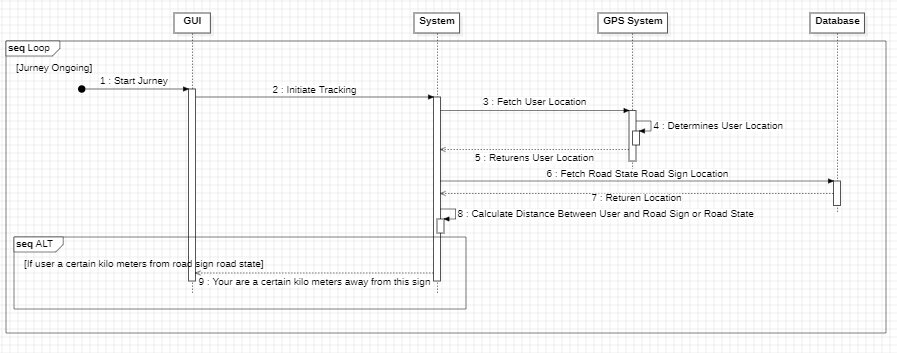 GUI
System
GPS System
Database
seq Loop
[Jurney Ongoing]
1 : Start Jurney
2 : Initiate Tracking
3 : Fetch User Location
4 : Determines User Location
5 : Returens User Location
6 : Fetch Road State Road Sign Location
7 : Returen Location
8 : Calculate Distance Between User and Road Sign or Road State
seq ALT
[If user a certain kilo meters from road sign road state]
9 : Your are a certain kilo meters away from this sign